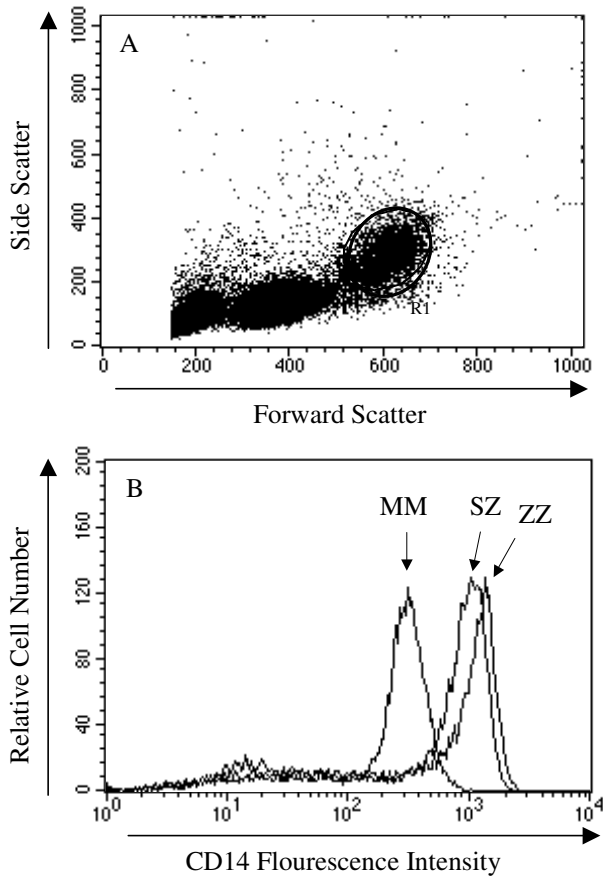 A
1000
800
600
400
200
0
Side Scatter
R1
0 200 400 600 800 1000
Forward Scatter
B
MM SZ ZZ
200
160
120
80
40
0
Relative Cell Number
10^0 10^1 10^2 10^3 10^4
CD14 Flourescence Intensity